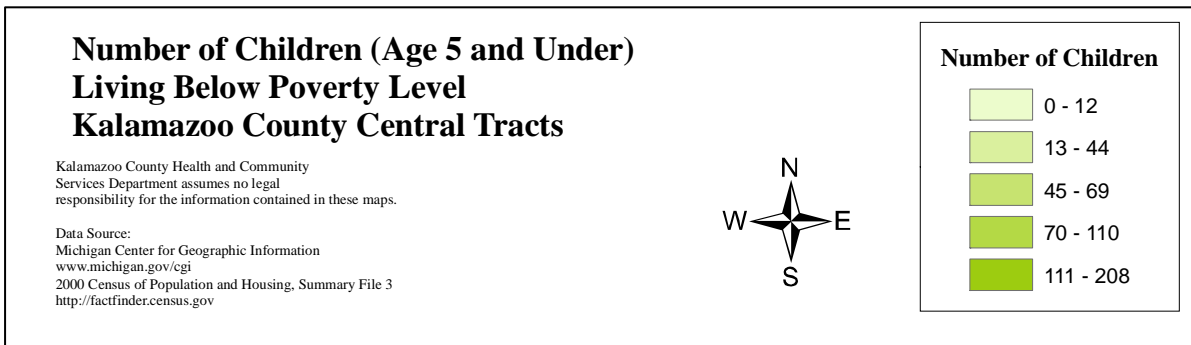 Number of Children (Age 5 and Under)
Living Below Poverty Level
Kalamazoo County Central Tracts
Kalamazoo County Health and Community
Services Department assumes no legal
responsibility for the information contained in these maps.
Data Source:
Michigan Center for Geographic Information
www.michigan.gov/cgi
2000 Census of Population and Housing, Summary File 3
http://factfinder.census.gov
N
W E
S
Number of Children
0 - 12
13 - 44
45 - 69
70 - 110
111 - 208